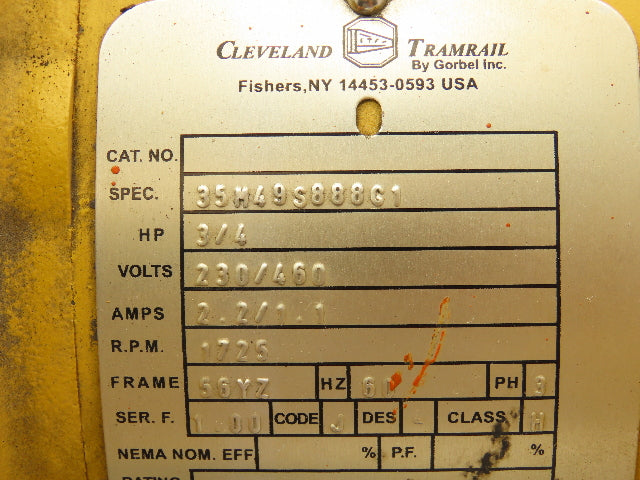 CLEVELAND TRAMRAIL
By Gorbel Inc.
Fishers,NY 14453-0593 USA
CAT. NO.
SPEC. 35M49S888G1
HP 3/4
VOLTS 230/460
AMPS 2.2/1.1
R.P.M. 1725
FRAME 56YZ HZ 60 PH 3
SER. F. 1.00 CODE J DES CLASS H
NEMA NOM. EFF. % P.F. %
RATING